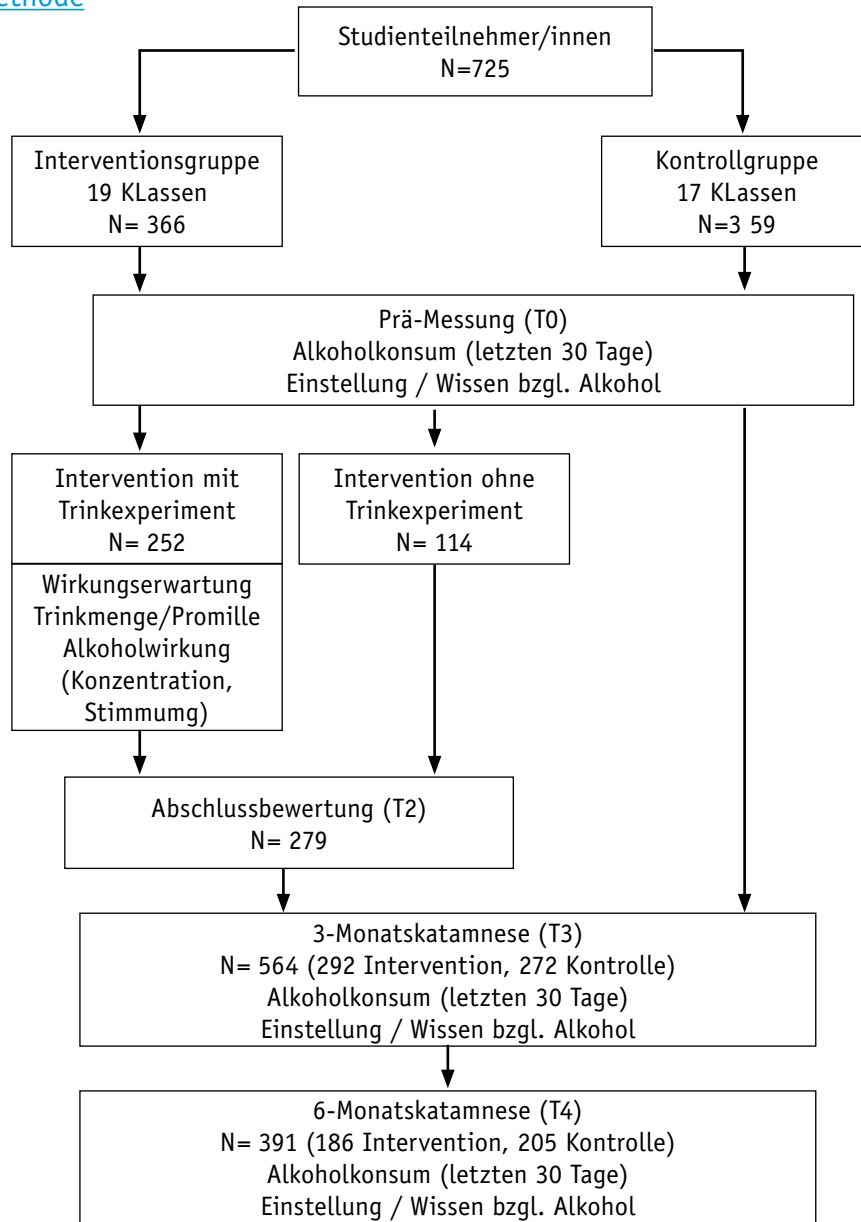 Studienteilnehmer/innen
N=725
Interventionsgruppe
19 KLassen
N= 366
Kontrollgruppe
17 KLassen
N=3 59
Prä-Messung (T0)
Alkoholkonsum (letzten 30 Tage)
Einstellung / Wissen bzgl. Alkohol
Intervention mit
Trinkexperiment
N= 252
Wirkungserwartung
Trinkmenge/Promille
Alkoholwirkung
(Konzentration,
Stimmumg)
Intervention ohne
Trinkexperiment
N= 114
Abschlussbewertung (T2)
N= 279
3-Monatskatamnese (T3)
N= 564 (292 Intervention, 272 Kontrolle)
Alkoholkonsum (letzten 30 Tage)
Einstellung / Wissen bzgl. Alkohol
6-Monatskatamnese (T4)
N= 391 (186 Intervention, 205 Kontrolle)
Alkoholkonsum (letzten 30 Tage)
Einstellung / Wissen bzgl. Alkohol